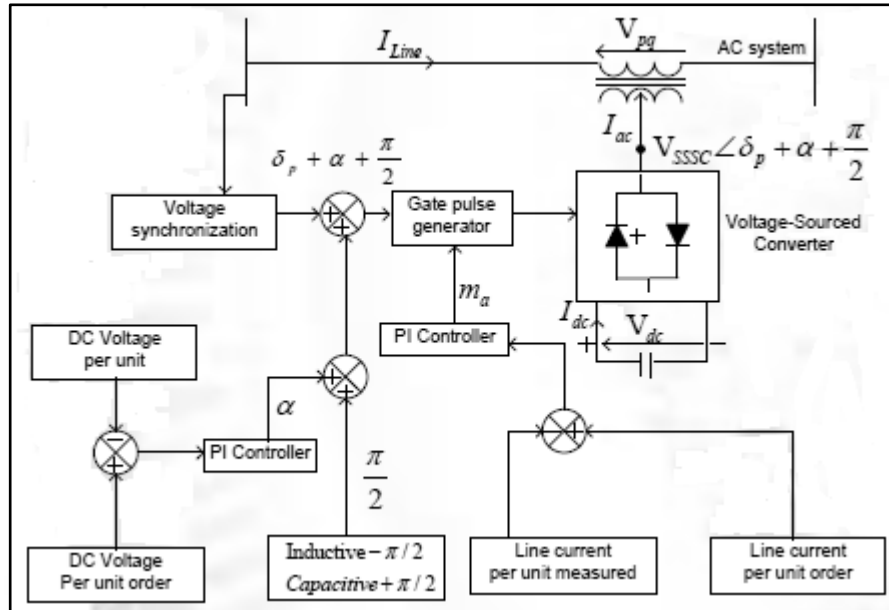 I_Line
V_pq
AC system
I_ac
V_SSSC∠δ_p + α + π/2
δ_p + α + π/2
Voltage
synchronization
+
+
Gate pulse
generator
+
Voltage-Sourced
Converter
m_a
I_dc
V_dc
+
−
DC Voltage
per unit
PI Controller
+
+
α
−
+
PI Controller
−
+
π/2
DC Voltage
Per unit order
Inductive − π/2
Capacitive + π/2
Line current
per unit measured
Line current
per unit order